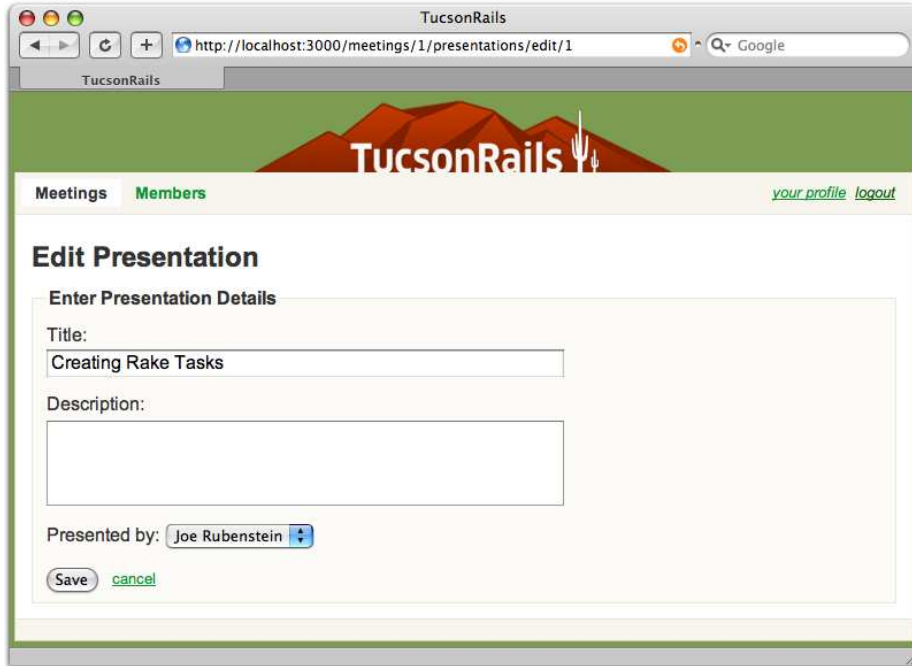 TucsonRails
http://localhost:3000/meetings/1/presentations/edit/1
Google
TucsonRails
TucsonRails
Meetings Members your profile logout
Edit Presentation
Enter Presentation Details
Title:
Creating Rake Tasks
Description:
Presented by: Joe Rubenstein
Save cancel